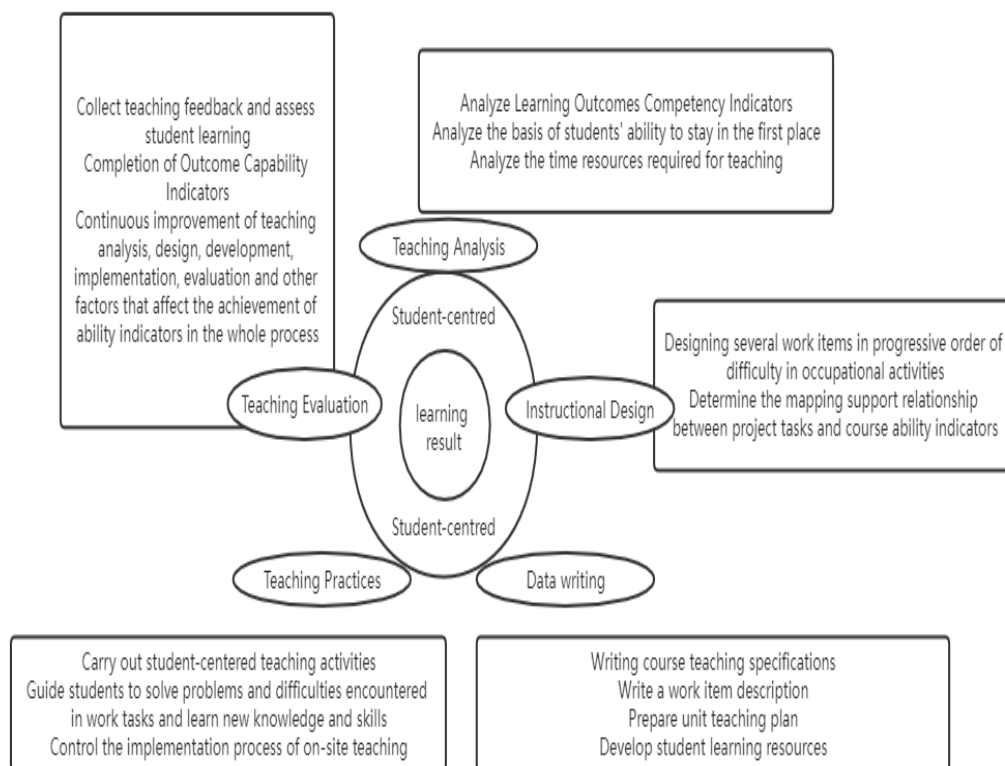 Collect teaching feedback and assess
student learning
Completion of Outcome Capability
Indicators
Continuous improvement of teaching
analysis, design, development,
implementation, evaluation and other
factors that affect the achievement of
ability indicators in the whole process
Analyze Learning Outcomes Competency Indicators
Analyze the basis of students' ability to stay in the first place
Analyze the time resources required for teaching
Teaching Analysis
Student-centred
Designing several work items in progressive order of
difficulty in occupational activities
Determine the mapping support relationship
between project tasks and course ability indicators
Teaching Evaluation
learning
result
Instructional Design
Student-centred
Teaching Practices
Data writing
Carry out student-centered teaching activities
Guide students to solve problems and difficulties encountered
in work tasks and learn new knowledge and skills
Control the implementation process of on-site teaching
Writing course teaching specifications
Write a work item description
Prepare unit teaching plan
Develop student learning resources